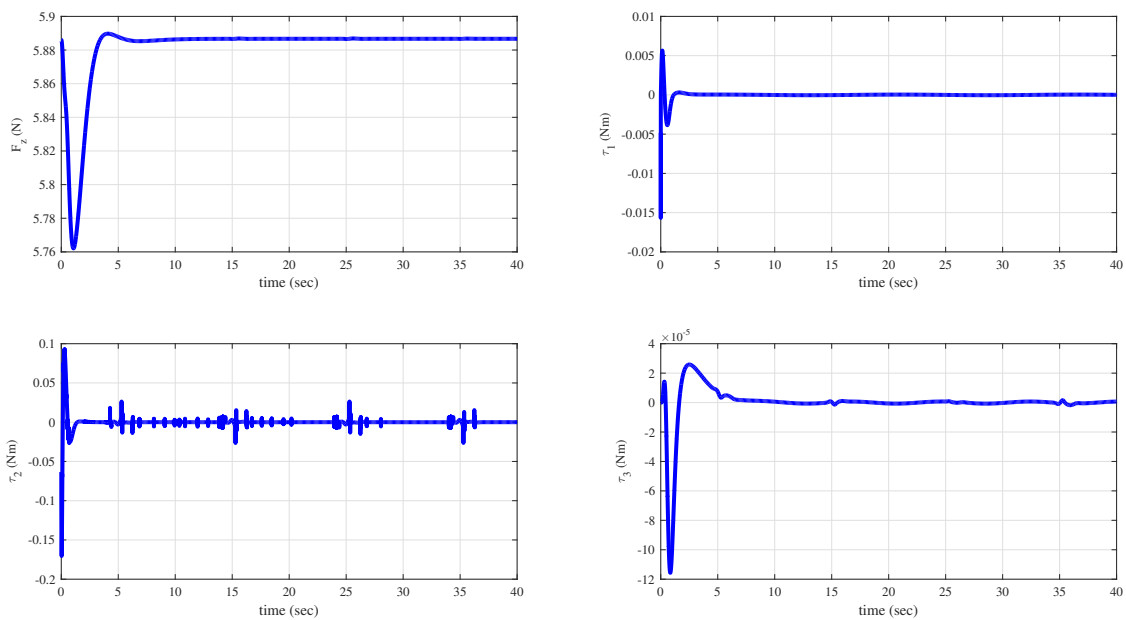 5.9
5.88
5.86
5.84
5.82
5.8
5.78
5.76
F_z (N)
0 5 10 15 20 25 30 35 40
time (sec)
0.01
0.005
0
-0.005
-0.01
-0.015
-0.02
τ_1 (Nm)
0 5 10 15 20 25 30 35 40
time (sec)
0.1
0.05
0
-0.05
-0.1
-0.15
-0.2
τ_2 (Nm)
0 5 10 15 20 25 30 35 40
time (sec)
×10^-5
4
2
0
-2
-4
-6
-8
-10
-12
τ_3 (Nm)
0 5 10 15 20 25 30 35 40
time (sec)